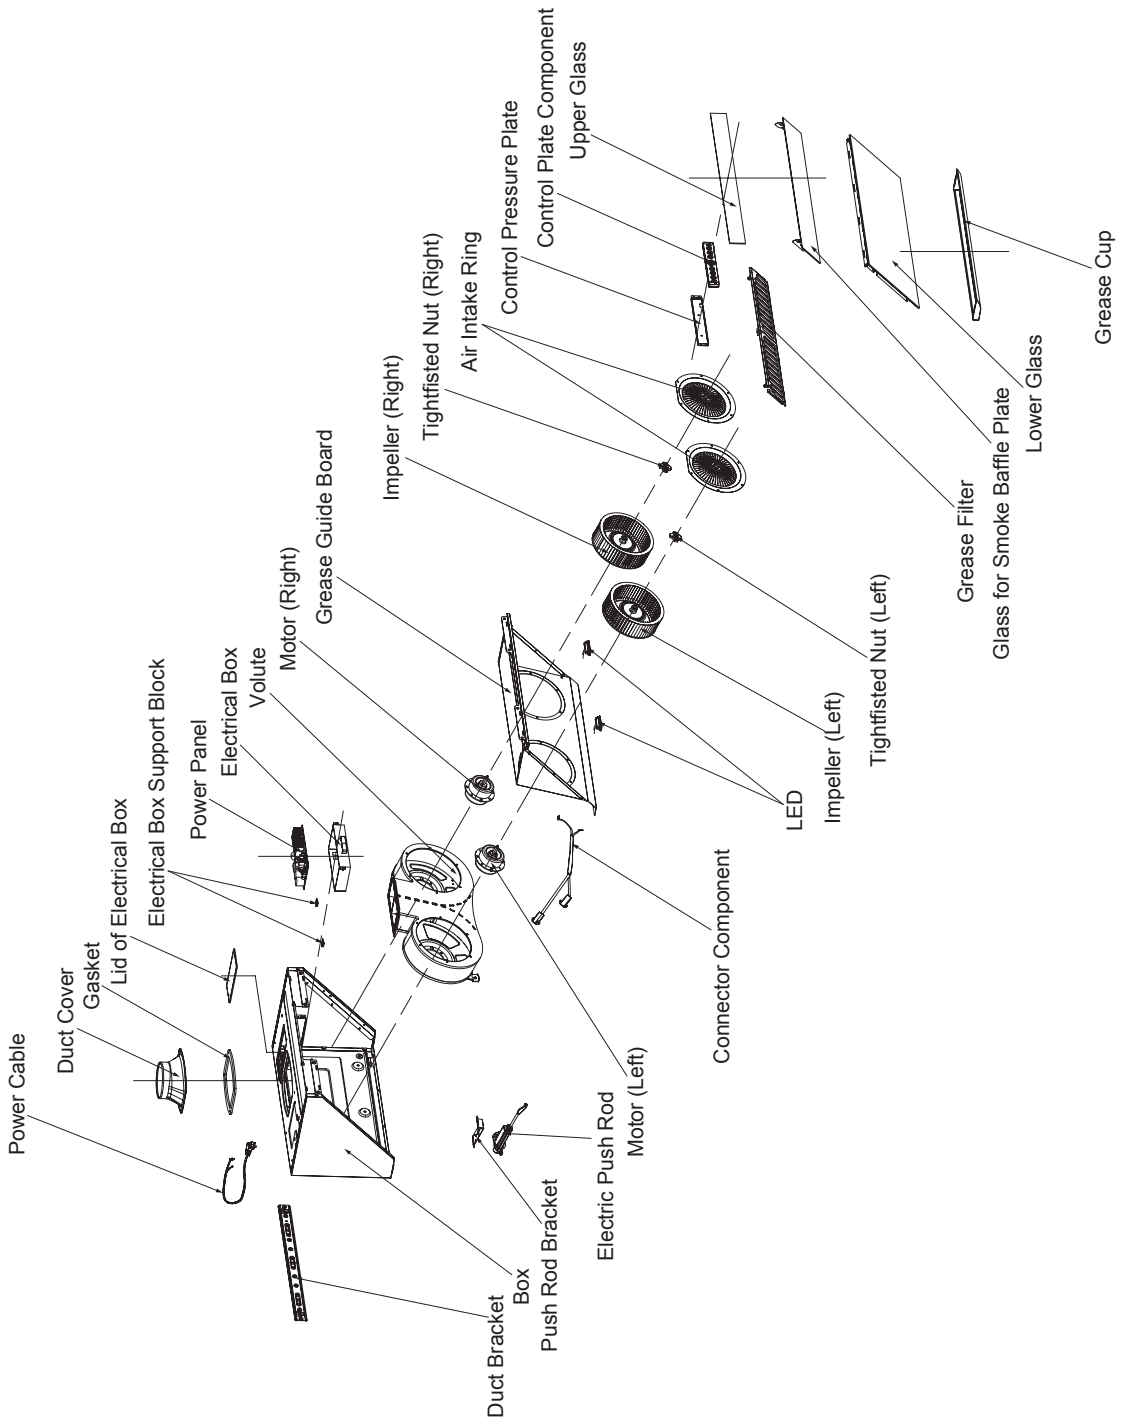 Power Cable
Duct Cover
Gasket
Lid of Electrical Box
Electrical Box Support Block
Power Panel
Electrical Box
Volute
Motor (Right)
Grease Guide Board
Impeller (Right)
Tightfisted Nut (Right)
Air Intake Ring
Control Pressure Plate
Control Plate Component
Upper Glass
Duct Bracket
Box
Push Rod Bracket
Electric Push Rod
Motor (Left)
Connector Component
LED
Impeller (Left)
Tightfisted Nut (Left)
Grease Filter
Glass for Smoke Baffle Plate
Lower Glass
Grease Cup